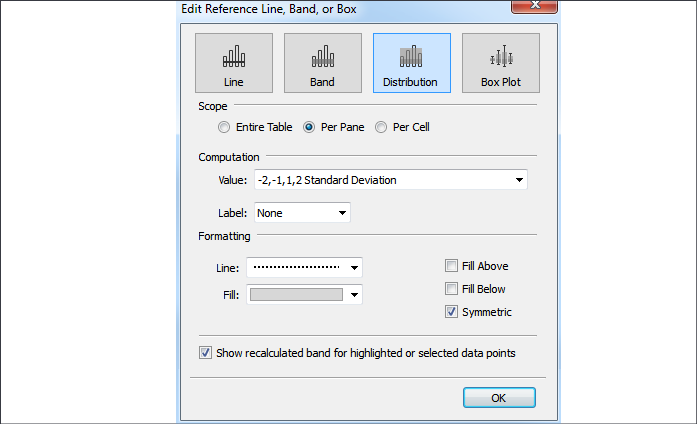 Edit Reference Line, Band, or Box
Line Band Distribution Box Plot
Scope
Entire Table Per Pane Per Cell
Computation
Value: -2,-1,1,2 Standard Deviation
Label: None
Formatting
Line: Fill Above
Fill: Fill Below
Symmetric
Show recalculated band for highlighted or selected data points
OK